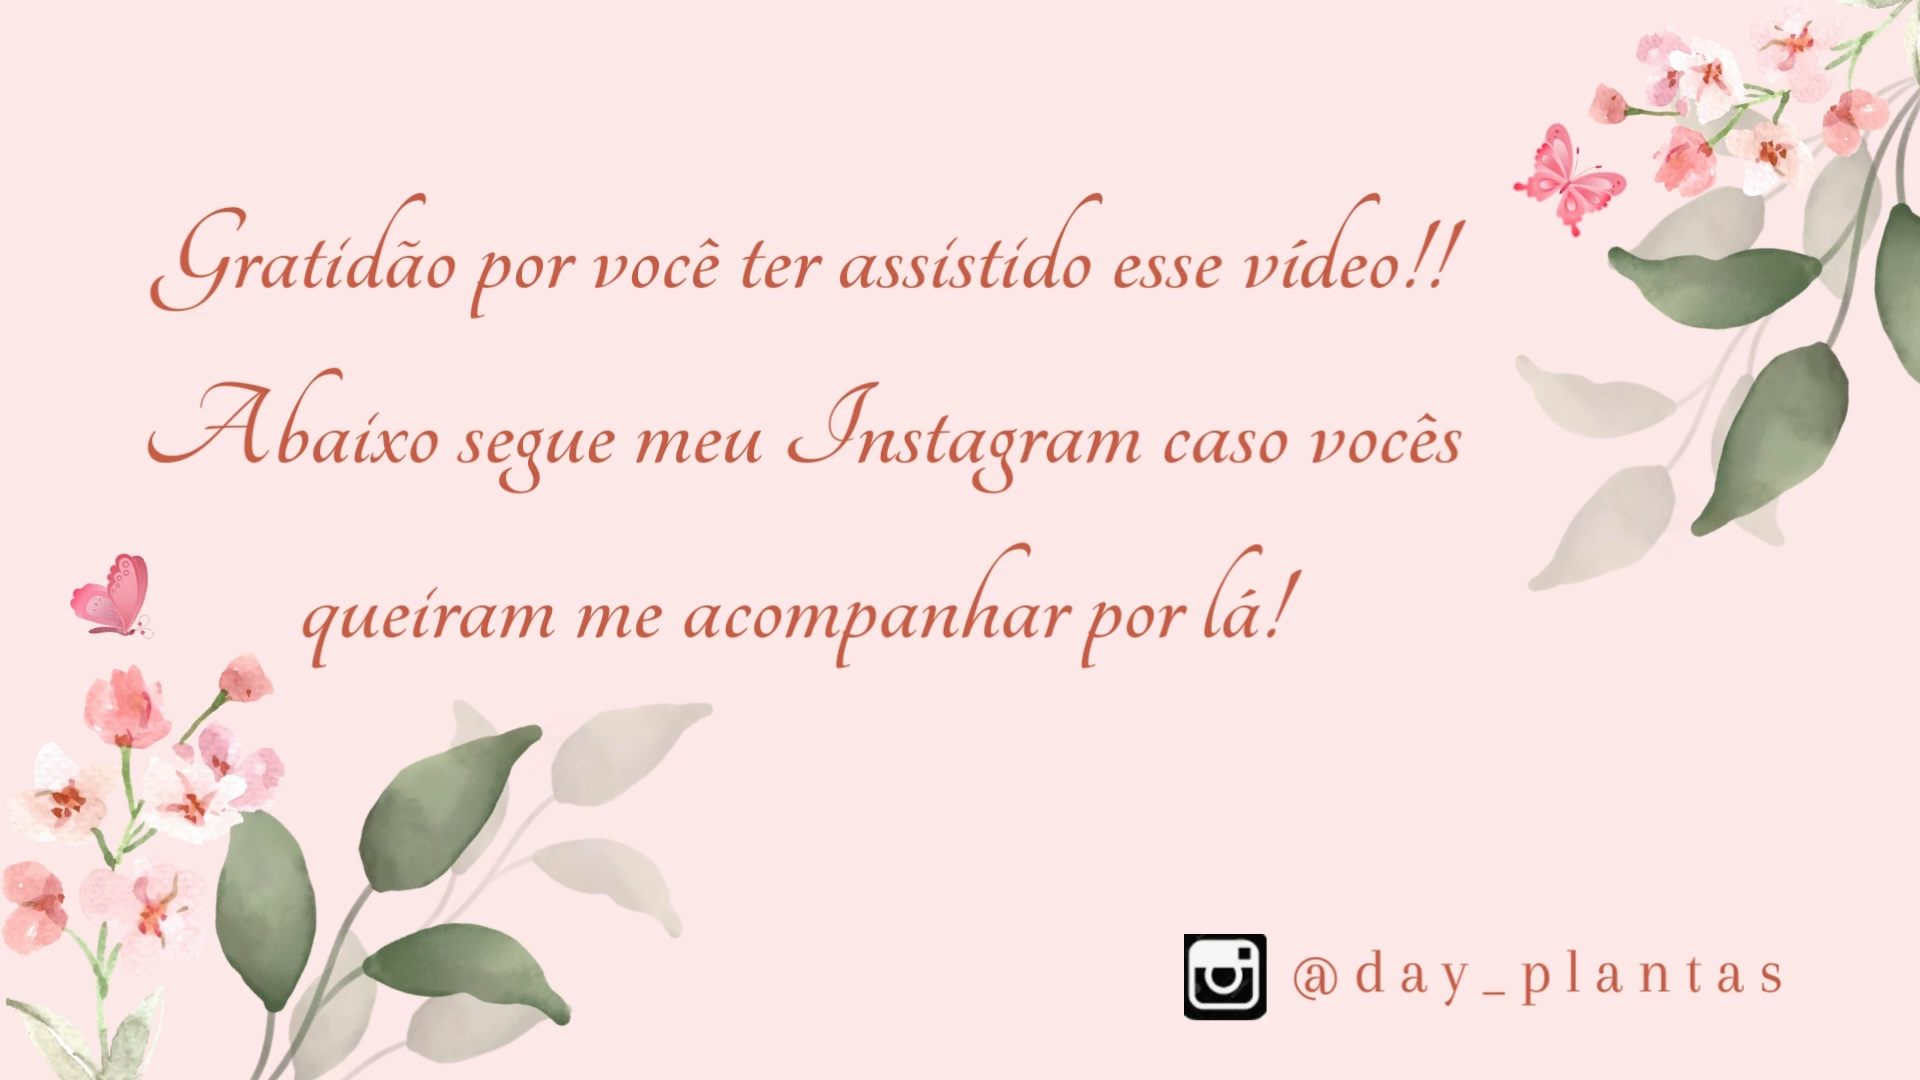 Gratidão por você ter assistido esse vídeo!!
Abaixo segue meu Instagram caso vocês
queiram me acompanhar por lá!
@day_plantas